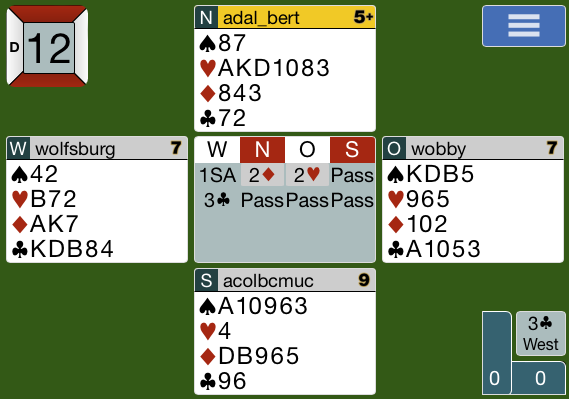 D 12
N adal_bert 5+
♠87
♥AKD1083
♦843
♣72
W wolfsburg 7
♠42
♥B72
♦AK7
♣KDB84
W N O S
1SA 2♦ 2♥ Pass
3♣ Pass Pass Pass
O wobby 7
♠KDB5
♥965
♦102
♣A1053
S acolbcmuc 9
♠A10963
♥4
♦DB965
♣96
3♣
West
0 0